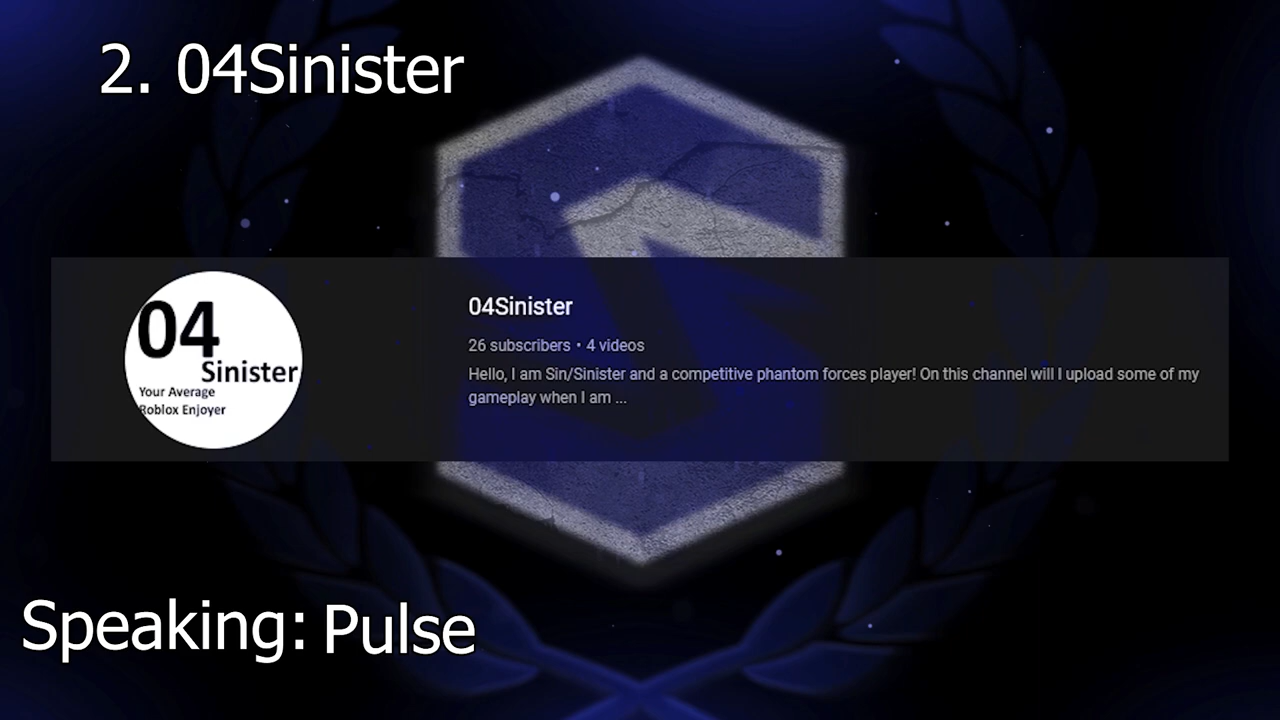 2. 04Sinister
04
Sinister
Your Average
Roblox Enjoyer
04Sinister
26 subscribers • 4 videos
Hello, I am Sin/Sinister and a competitive phantom forces player! On this channel will I upload some of my
gameplay when I am ...
Speaking: Pulse